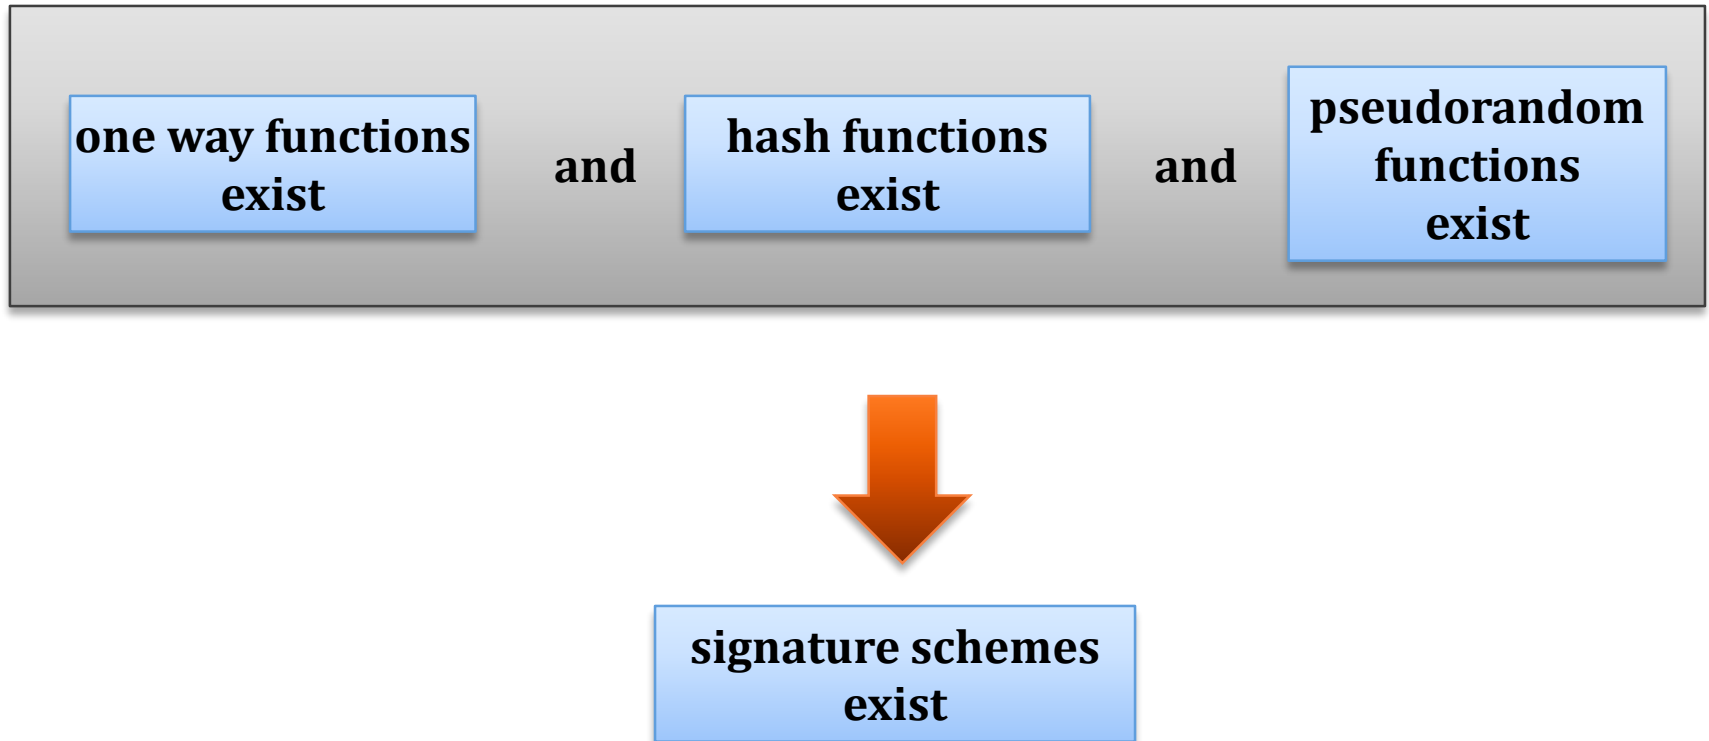 one way functions
exist
and
hash functions
exist
and
pseudorandom
functions
exist
signature schemes
exist